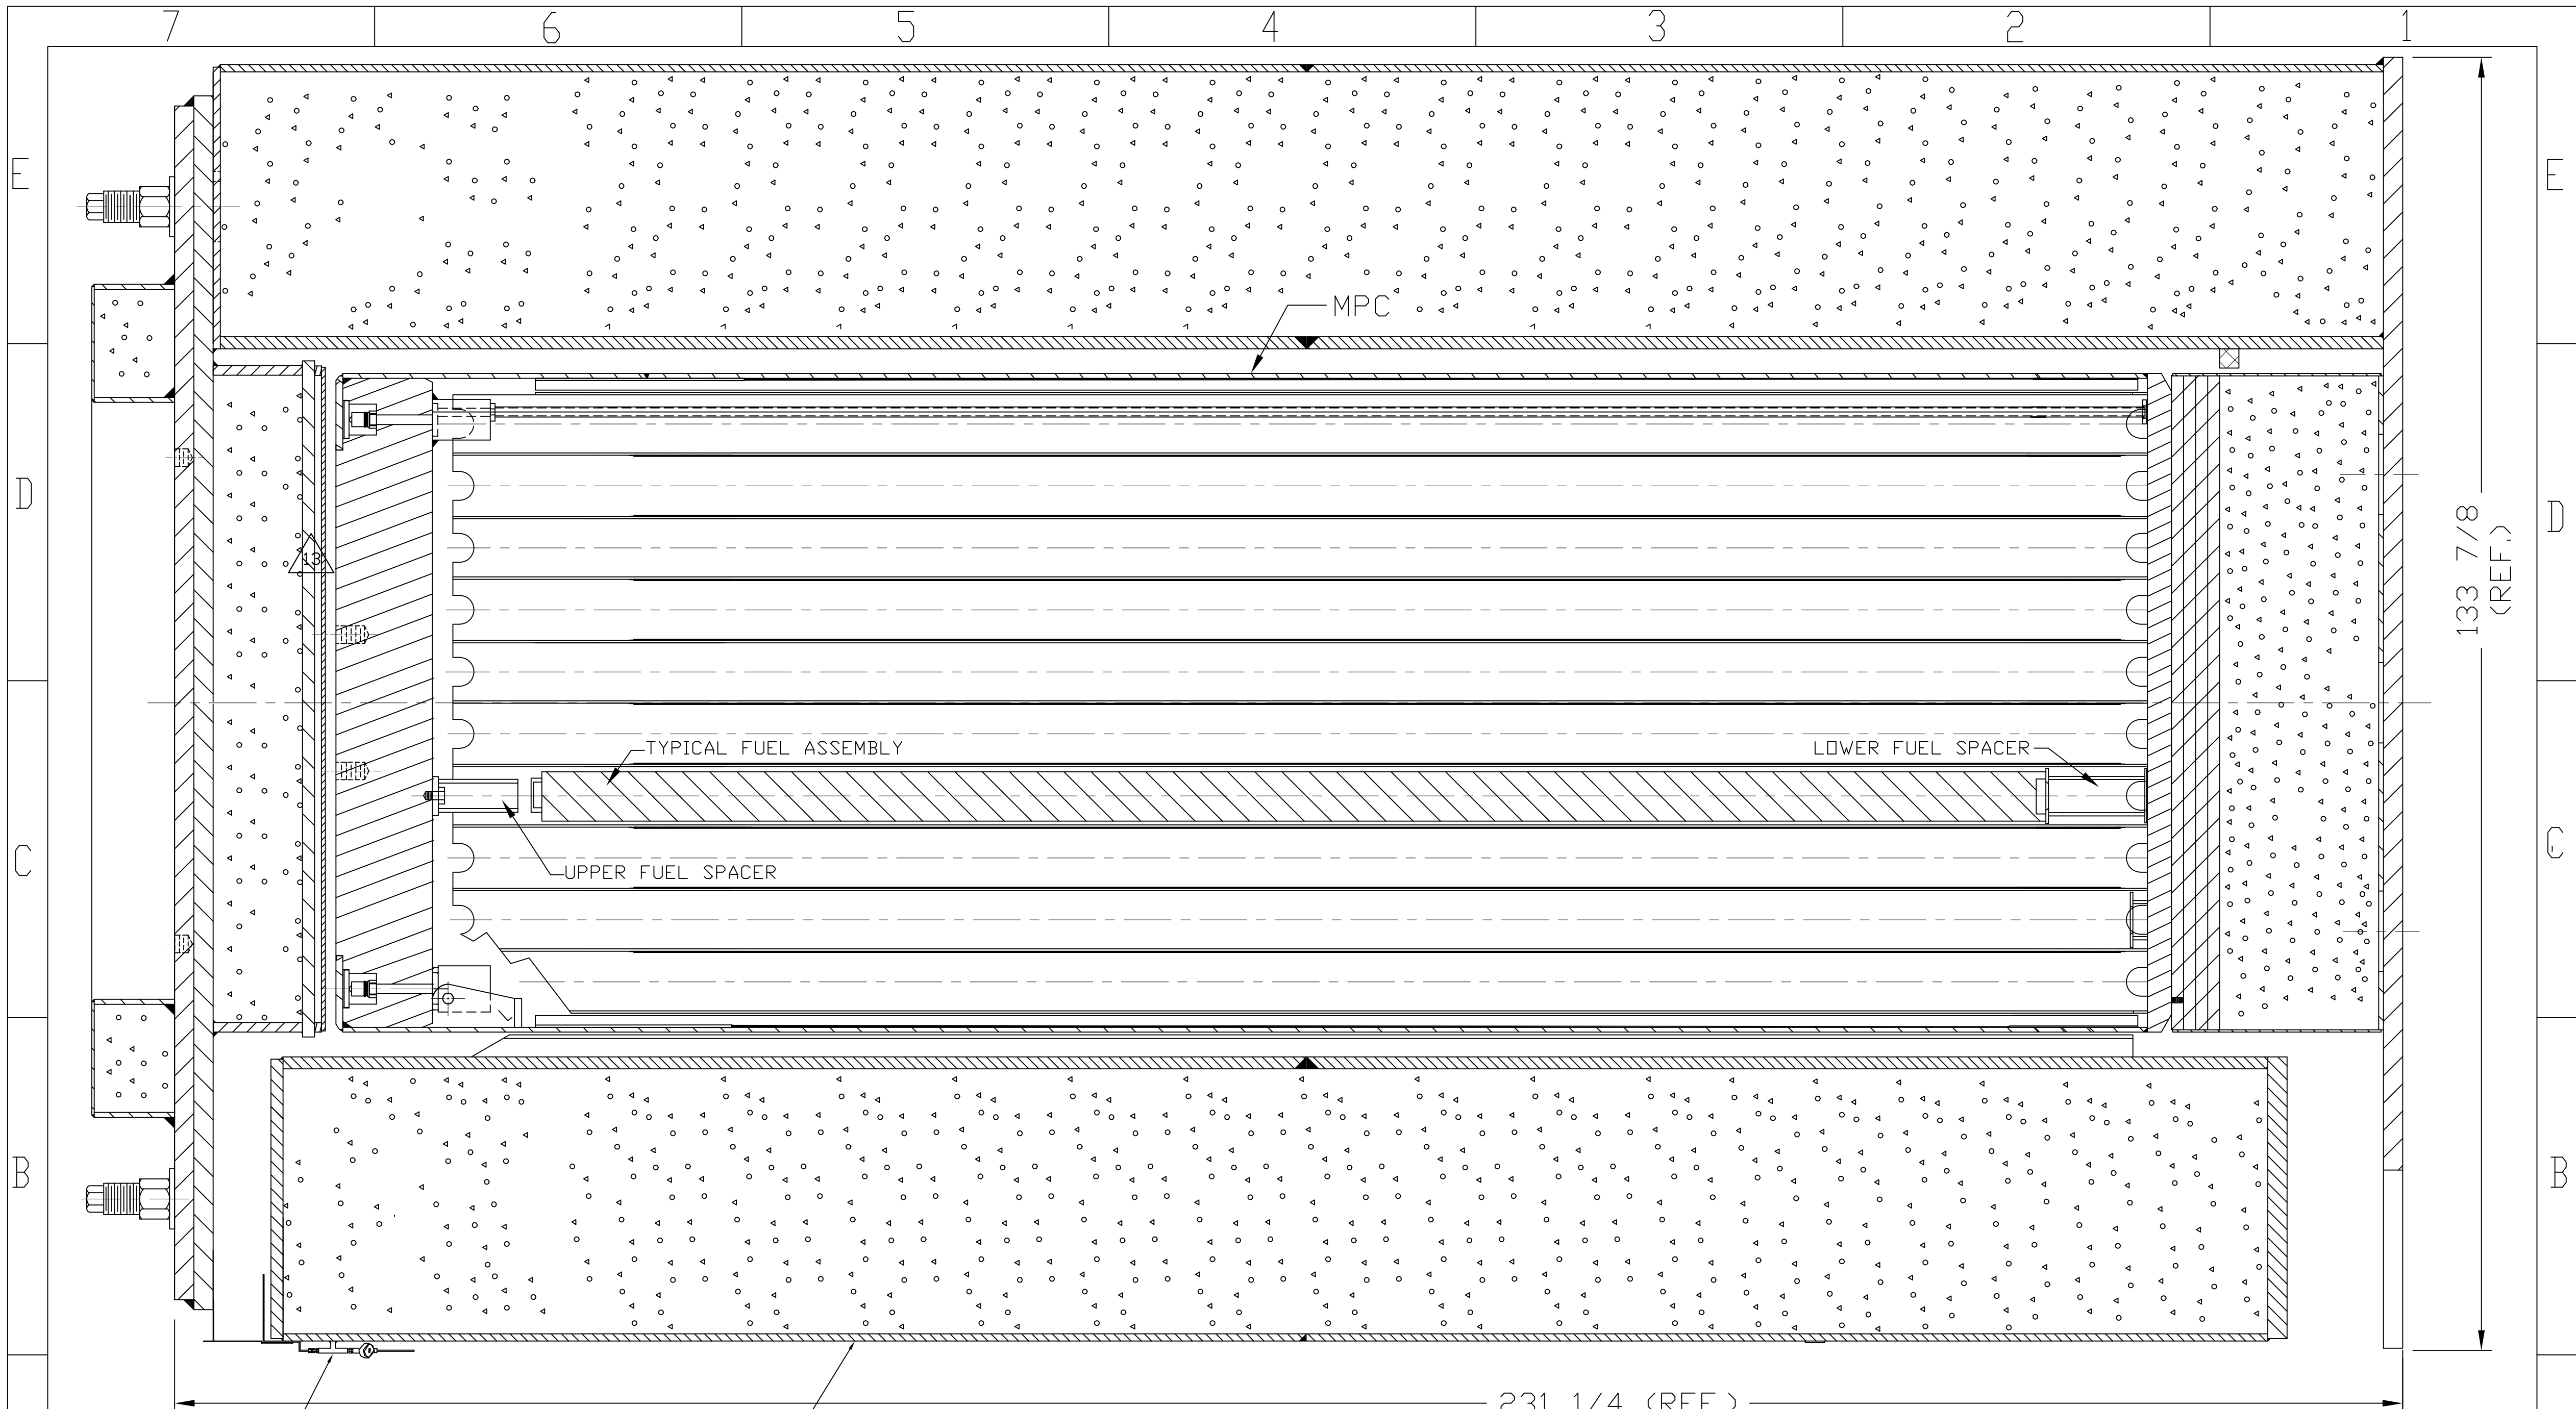 7 6 5 4 3 2 1
E E
MPC
D D
13
133 7/8
(REF.)
TYPICAL FUEL ASSEMBLY
LOWER FUEL SPACER
C C
UPPER FUEL SPACER
B B
231 1/4 (REF.)